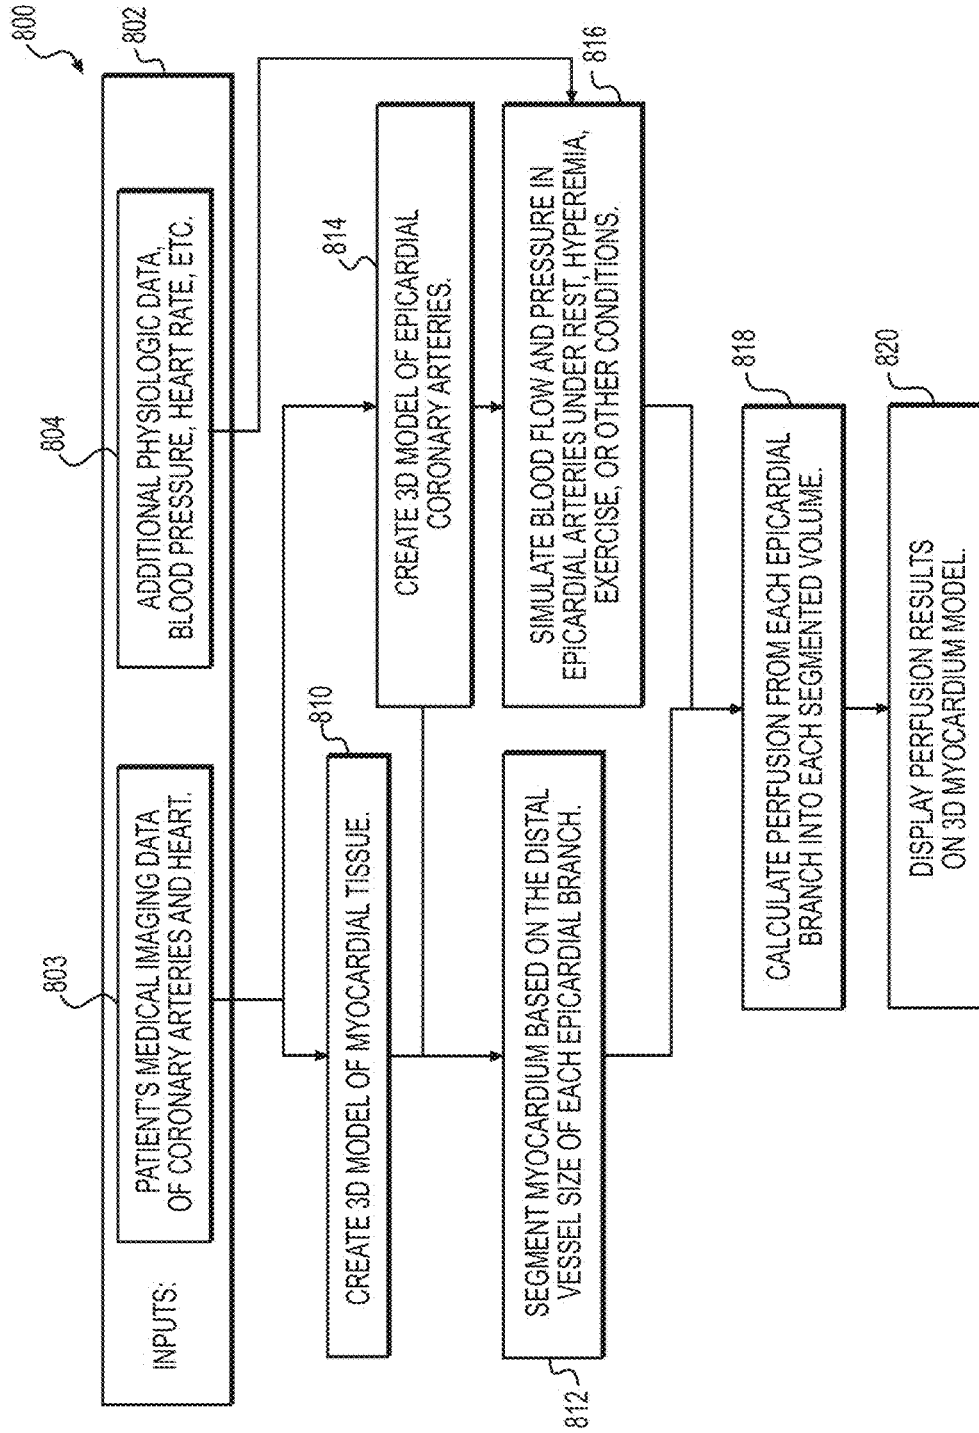 800
802
INPUTS:
803
PATIENT'S MEDICAL IMAGING DATA
OF CORONARY ARTERIES AND HEART.
804
ADDITIONAL PHYSIOLOGIC DATA,
BLOOD PRESSURE, HEART RATE, ETC.
810
CREATE 3D MODEL OF MYOCARDIAL TISSUE.
814
CREATE 3D MODEL OF EPICARDIAL
CORONARY ARTERIES.
812
SEGMENT MYOCARDIUM BASED ON THE DISTAL
VESSEL SIZE OF EACH EPICARDIAL BRANCH.
816
SIMULATE BLOOD FLOW AND PRESSURE IN
EPICARDIAL ARTERIES UNDER REST, HYPEREMIA,
EXERCISE, OR OTHER CONDITIONS.
818
CALCULATE PERFUSION FROM EACH EPICARDIAL
BRANCH INTO EACH SEGMENTED VOLUME.
820
DISPLAY PERFUSION RESULTS
ON 3D MYOCARDIUM MODEL.